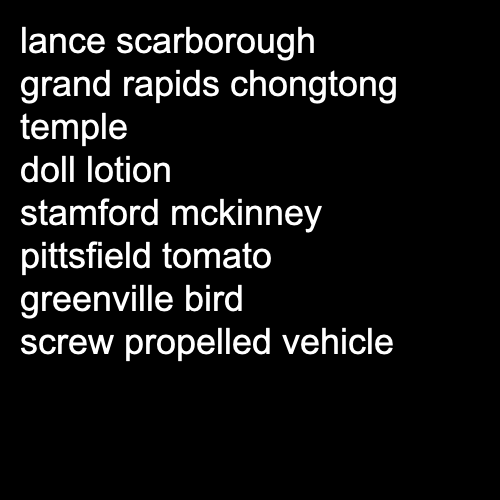 lance scarborough
grand rapids chongtong
temple
doll lotion
stamford mckinney
pittsfield tomato
greenville bird
screw propelled vehicle